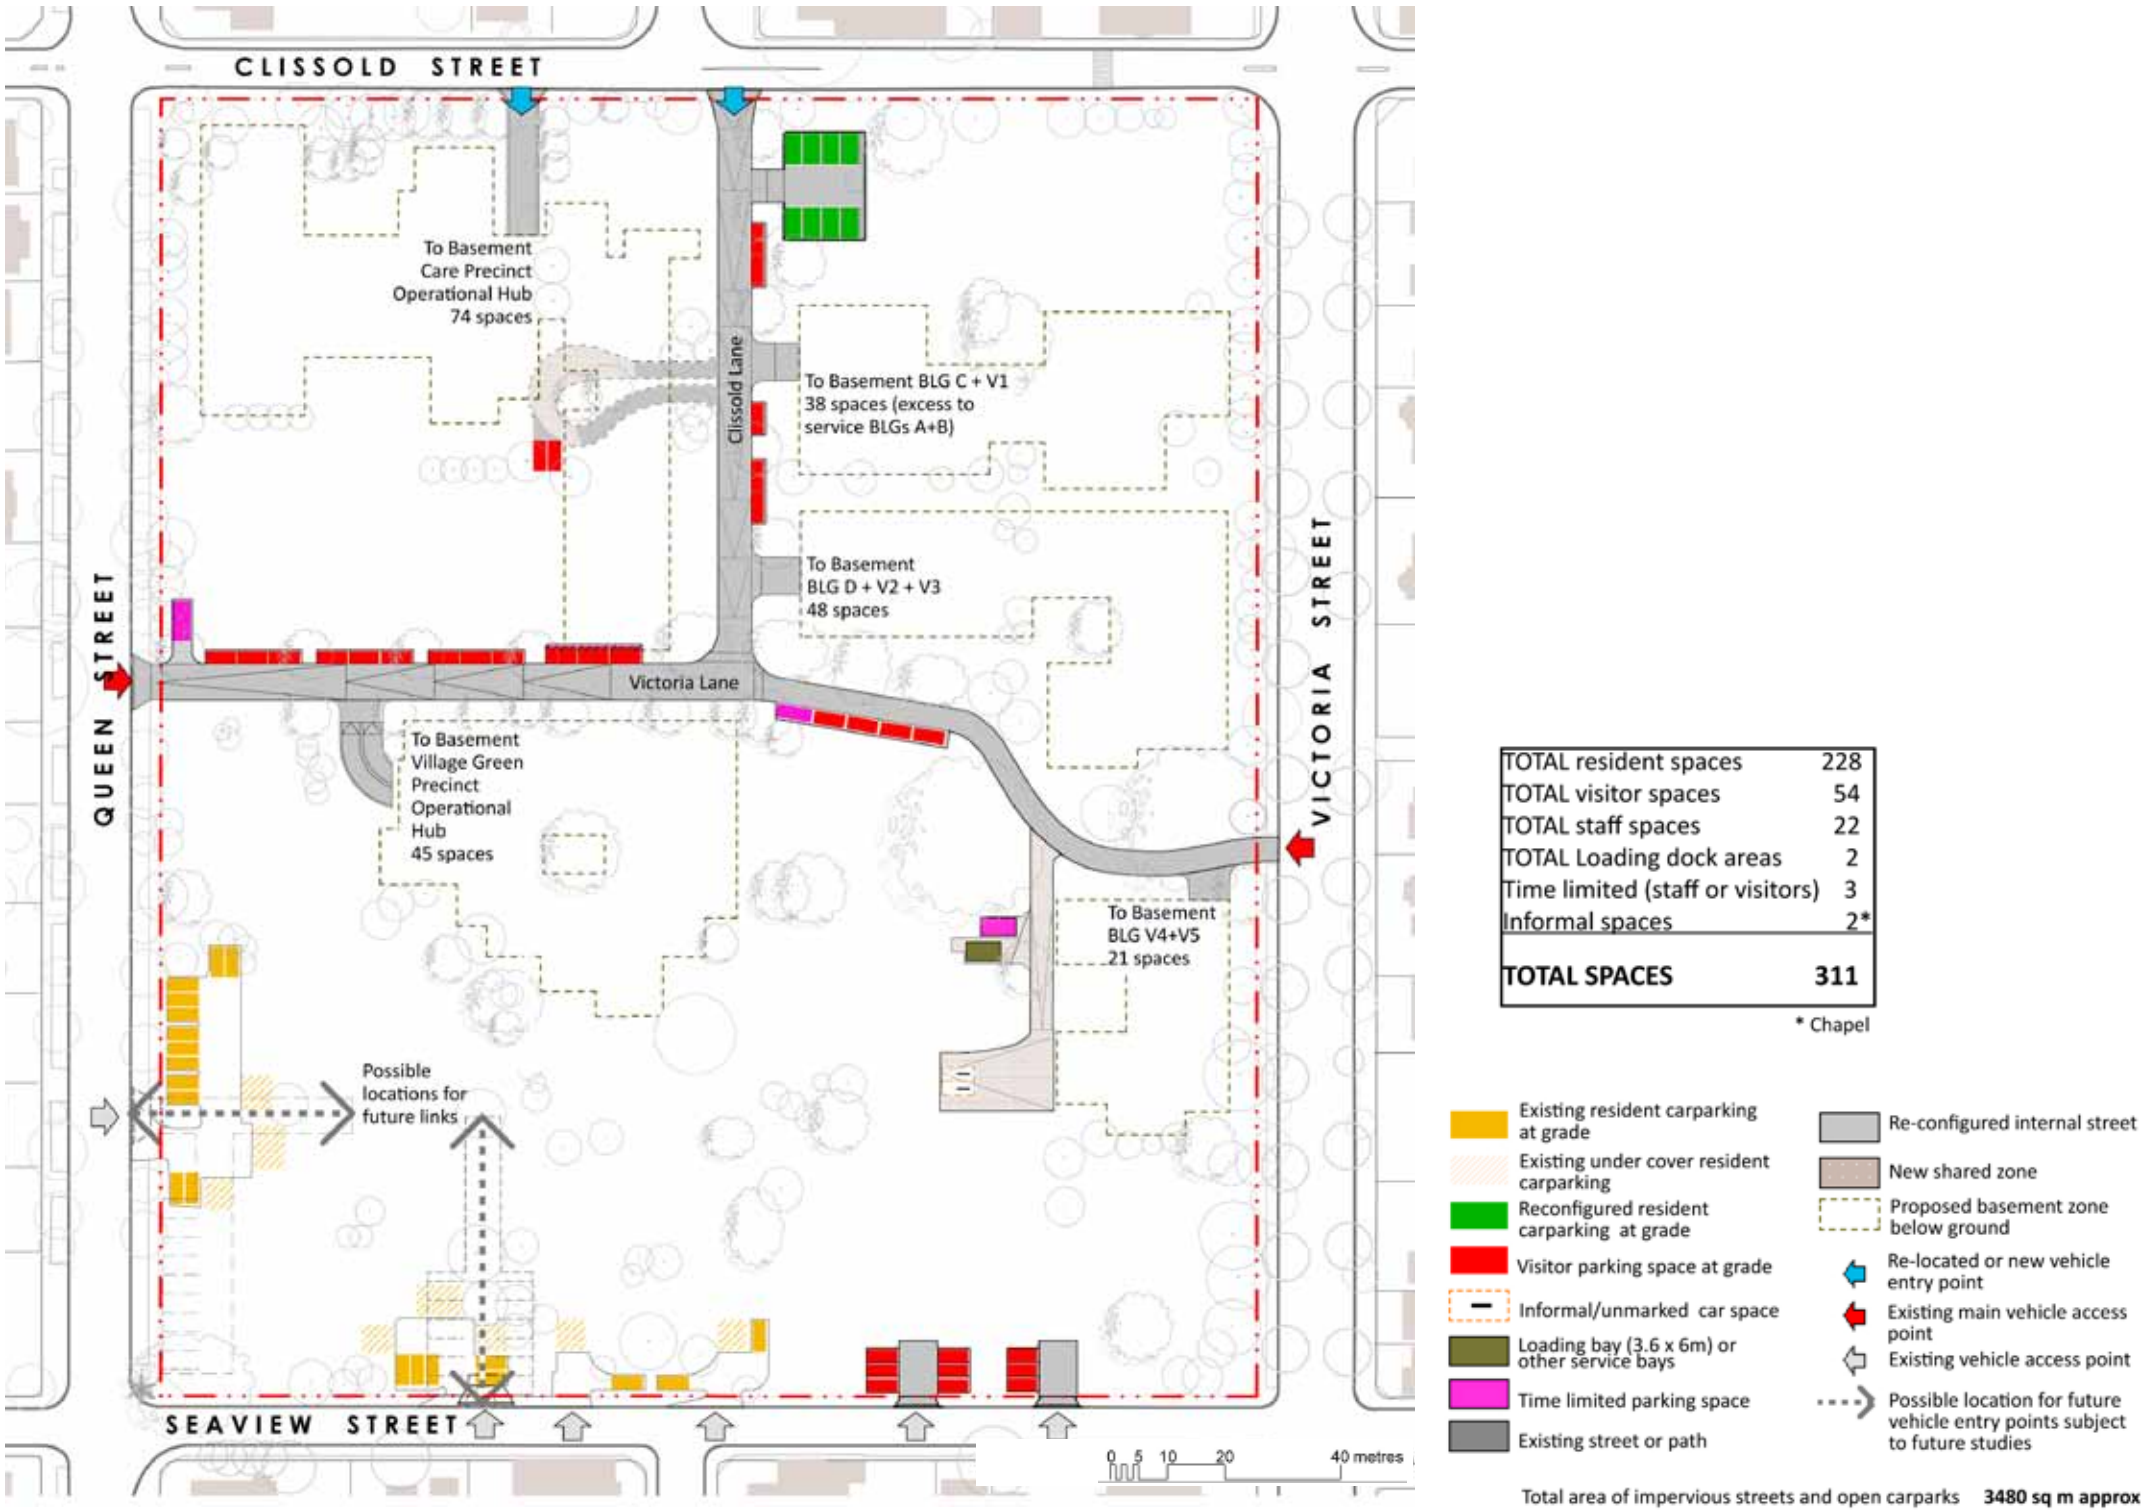 CLISSOLD STREET
To Basement
Care Precinct
Operational Hub
74 spaces
Clissold Lane
To Basement BLG C + V1
38 spaces (excess to
service BLGs A+B)
To Basement
BLG D + V2 + V3
48 spaces
QUEEN STREET
VICTORIA STREET
Victoria Lane
To Basement
Village Green
Precinct
Operational
Hub
45 spaces
To Basement
BLG V4+V5
21 spaces
Possible
locations for
future links
SEAVIEW STREET
0 5 10 20 40 metres
TOTAL resident spaces 228
TOTAL visitor spaces 54
TOTAL staff spaces 22
TOTAL Loading dock areas 2
Time limited (staff or visitors) 3
Informal spaces 2*
TOTAL SPACES 311
* Chapel
Existing resident carparking
at grade
Existing under cover resident
carparking
Reconfigured resident
carparking at grade
Visitor parking space at grade
Informal/unmarked car space
Loading bay (3.6 x 6m) or
other service bays
Time limited parking space
Existing street or path
Re-configured internal street
New shared zone
Proposed basement zone
below ground
Re-located or new vehicle
entry point
Existing main vehicle access
point
Existing vehicle access point
Possible location for future
vehicle entry points subject
to future studies
Total area of impervious streets and open carparks 3480 sq m approx